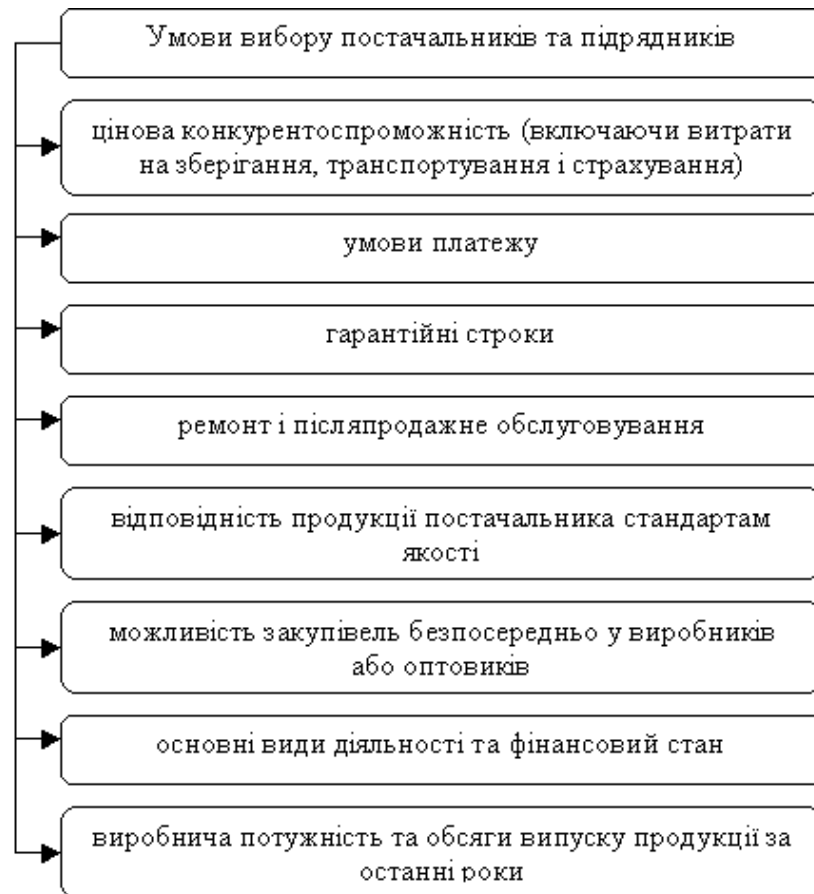 Умови вибору постачальників та підрядників
цінова конкурентоспроможність (включаючи витрати
на зберігання, транспортування і страхування)
умови платежу
гарантійні строки
ремонт і післяпродажне обслуговування
відповідність продукції постачальника стандартам
якості
можливість закупівель безпосередньо у виробників
або оптовиків
основні види діяльності та фінансовий стан
виробнича потужність та обсяги випуску продукції за
останні роки